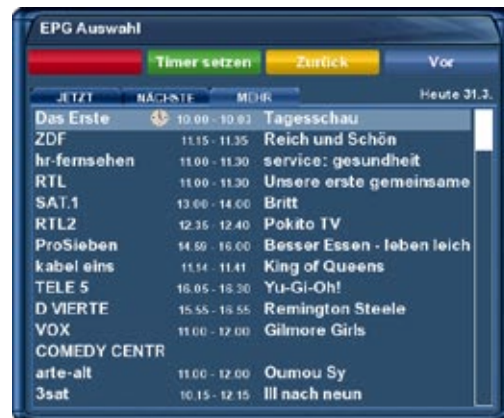 EPG Auswahl
Timer setzen Zurück Vor
JETZT NÄCHSTE MEHR Heute 31.3.
Das Erste 10.00 - 10.03 Tagesschau
ZDF 11.15 - 11.35 Reich und Schön
hr-fernsehen 11.00 - 11.30 service: gesundheit
RTL 11.00 - 11.30 Unsere erste gemeinsame
SAT.1 13.00 - 14.00 Britt
RTL2 12.35 - 12.40 Pokito TV
ProSieben 14.59 - 16.00 Besser Essen - leben leich
kabel eins 11.14 - 11.41 King of Queens
TELE 5 16.05 - 16.30 Yu-Gi-Oh!
D VIERTE 15.55 - 16.55 Remington Steele
VOX 11.00 - 12.00 Gilmore Girls
COMEDY CENTR
arte-alt 11.00 - 12.00 Oumou Sy
3sat 10.15 - 12.15 III nach neun